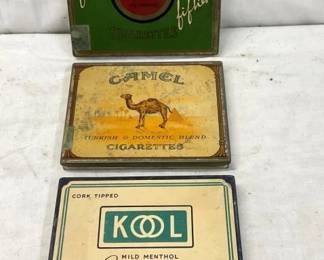 fifties
CIGARETTES
CAMEL
TURKISH & DOMESTIC BLEND
CIGARETTES
CORK TIPPED
KOOL
MILD MENTHOL